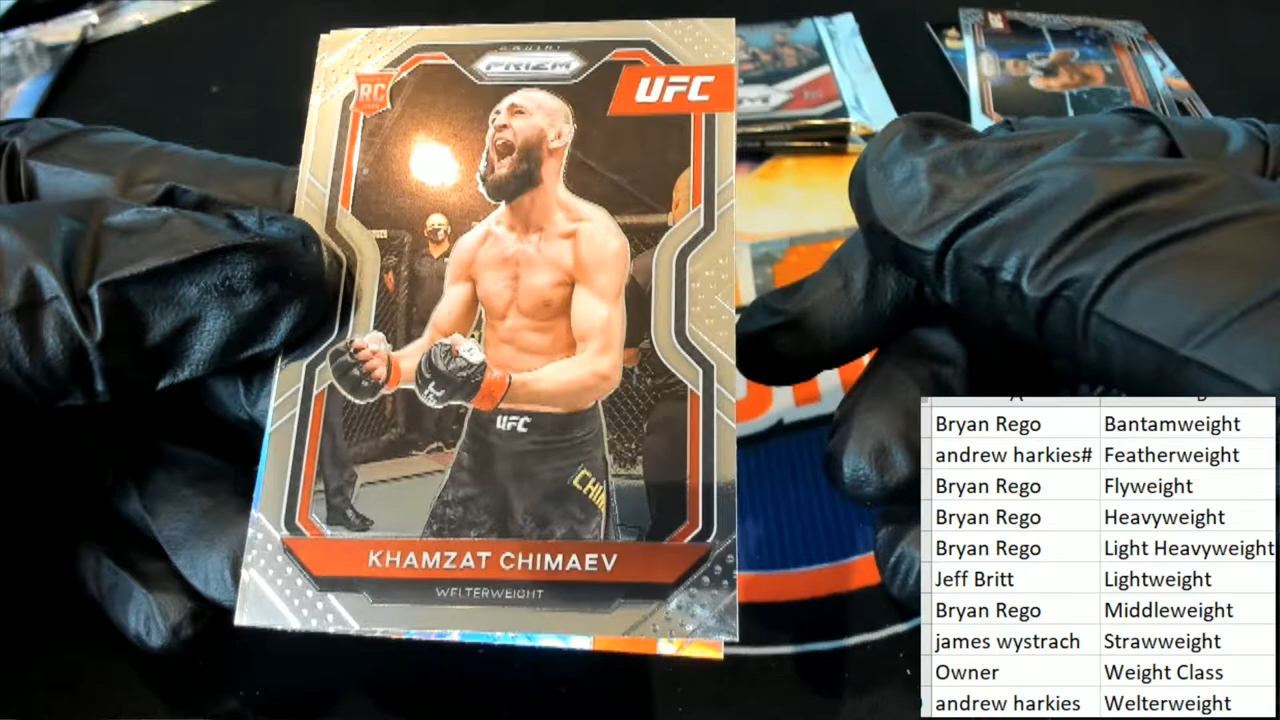 PRIZM
RC
UFC
UFC
CHIM
KHAMZAT CHIMAEV
WELTERWEIGHT
Bryan Rego Bantamweight
andrew harkies# Featherweight
Bryan Rego Flyweight
Bryan Rego Heavyweight
Bryan Rego Light Heavyweight
Jeff Britt Lightweight
Bryan Rego Middleweight
james wystrach Strawweight
Owner Weight Class
andrew harkies Welterweight